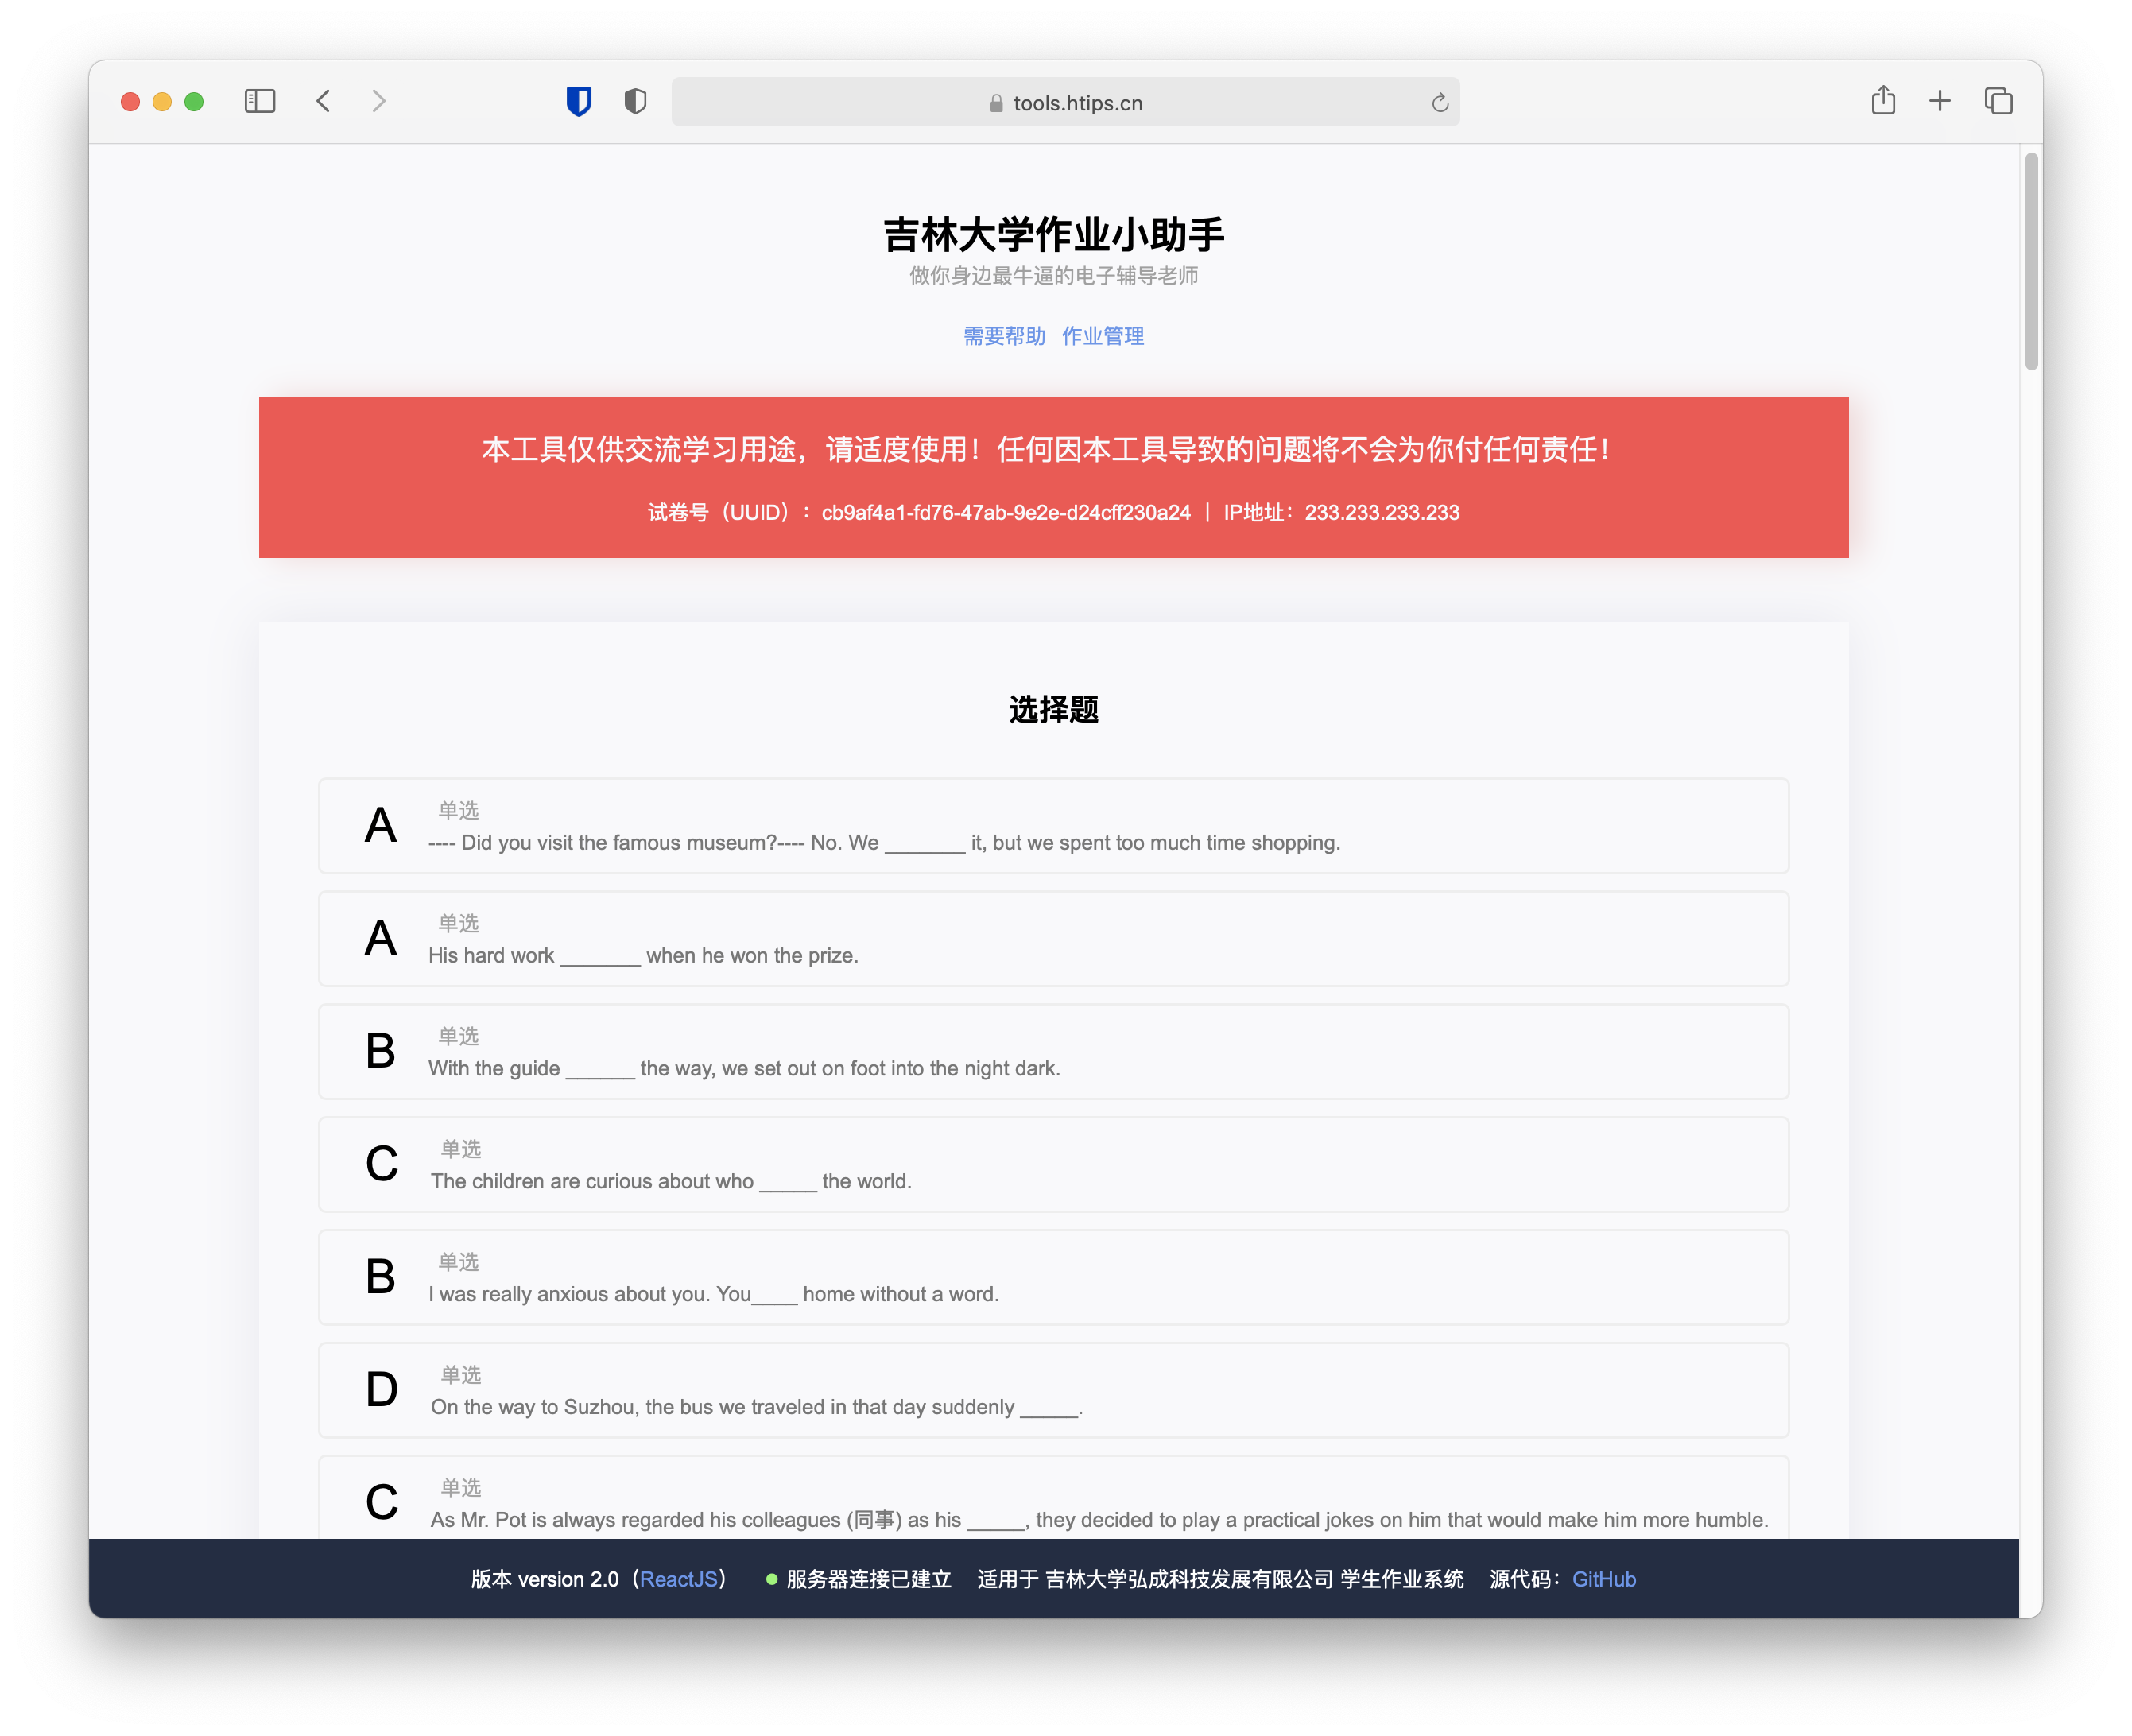 tools.htips.cn
吉林大学作业小助手
做你身边最牛逼的电子辅导老师
需要帮助 作业管理
本工具仅供交流学习用途，请适度使用！任何因本工具导致的问题将不会为你付任何责任！
试卷号（UUID）：cb9af4a1-fd76-47ab-9e2e-d24cff230a24 | IP地址：233.233.233.233
选择题
A
单选
---- Did you visit the famous museum?---- No. We _______ it, but we spent too much time shopping.
A
单选
His hard work _______ when he won the prize.
B
单选
With the guide ______ the way, we set out on foot into the night dark.
C
单选
The children are curious about who _____ the world.
B
单选
I was really anxious about you. You____ home without a word.
D
单选
On the way to Suzhou, the bus we traveled in that day suddenly _____.
C
单选
As Mr. Pot is always regarded his colleagues (同事) as his _____, they decided to play a practical jokes on him that would make him more humble.
版本 version 2.0（ReactJS） 服务器连接已建立 适用于 吉林大学弘成科技发展有限公司 学生作业系统 源代码：GitHub